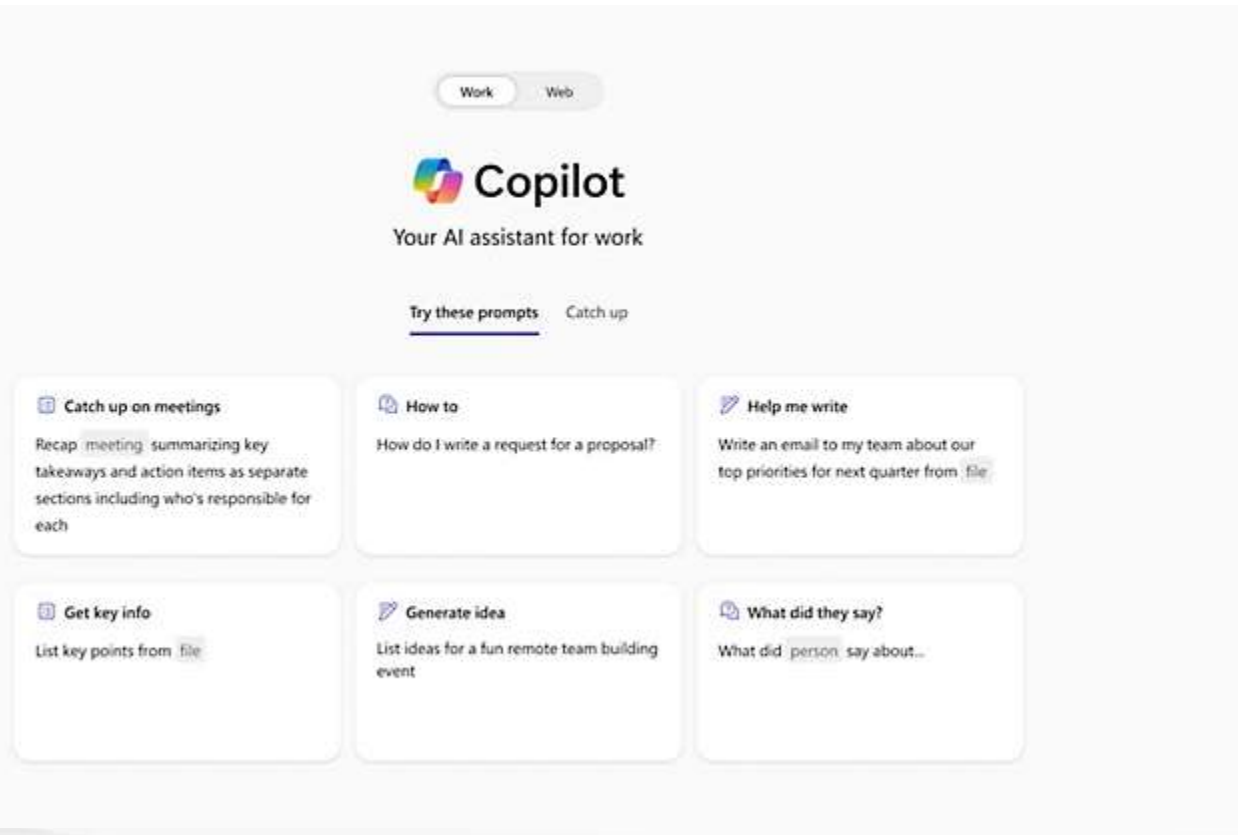 Work Web
Copilot
Your AI assistant for work
Try these prompts Catch up
Catch up on meetings
Recap meeting summarizing key
takeaways and action items as separate
sections including who's responsible for
each
How to
How do I write a request for a proposal?
Help me write
Write an email to my team about our
top priorities for next quarter from file
Get key info
List key points from file
Generate idea
List ideas for a fun remote team building
event
What did they say?
What did person say about...